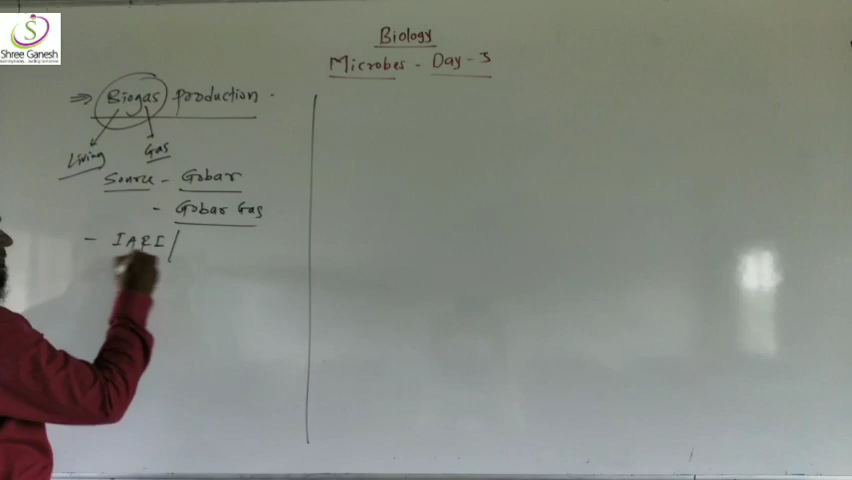 S
Shree Ganesh
Biology
Microbes - Day - 3
⇒ Biogas production -
Living Gas
Source - Gobar
- Gobar Gas
- IARI /